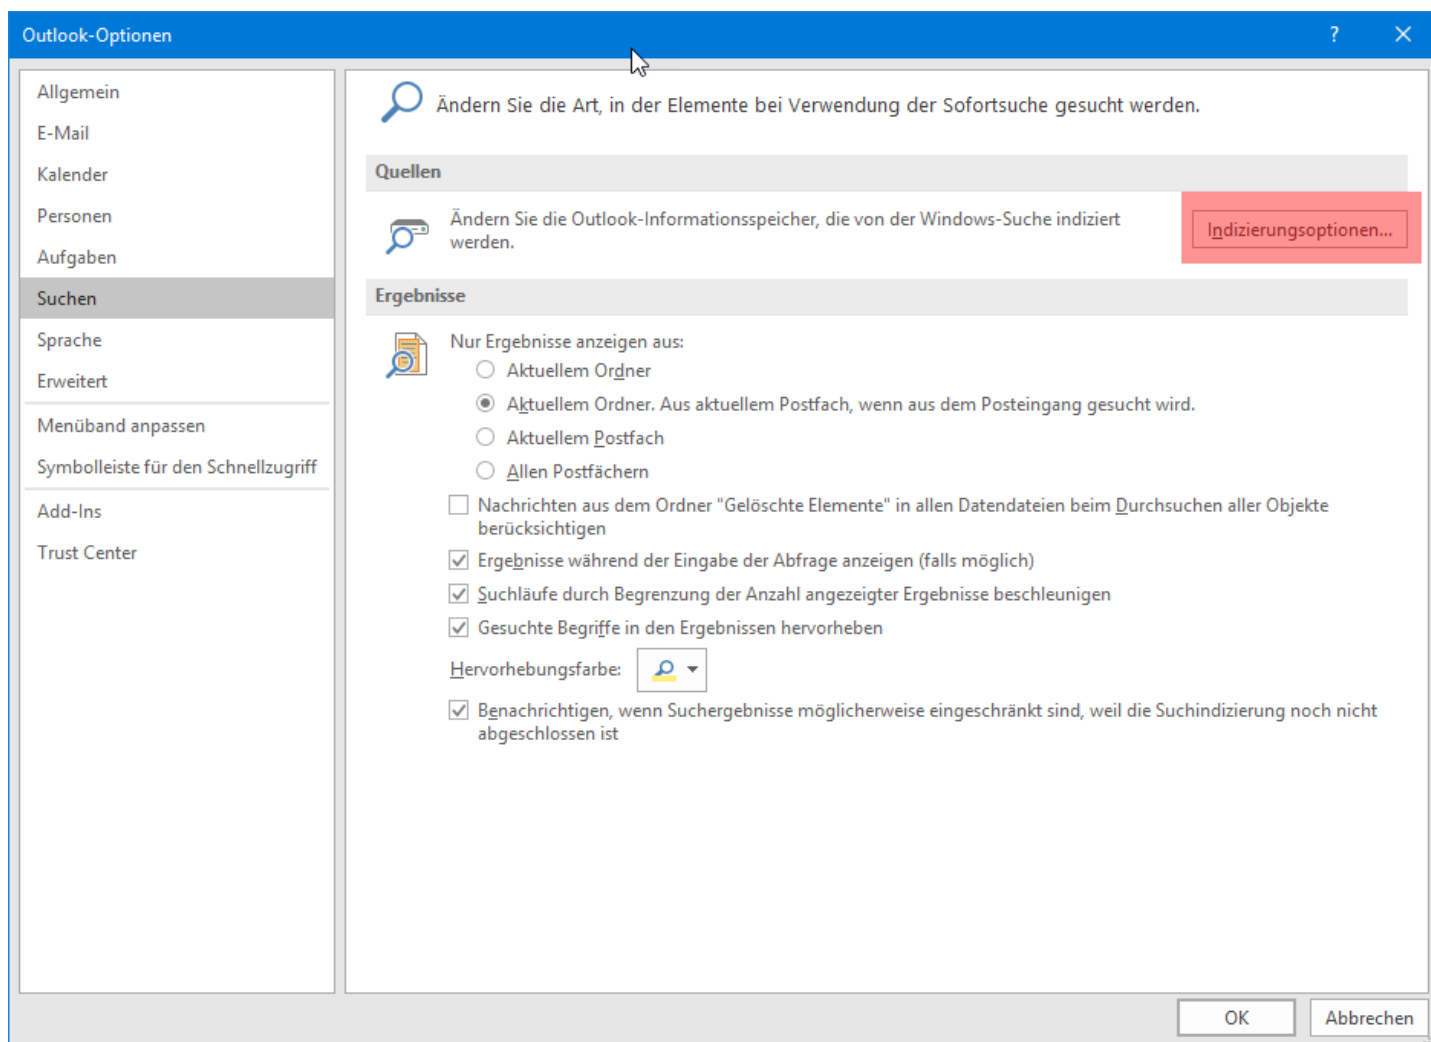 Outlook-Optionen
?
Allgemein
E-Mail
Kalender
Personen
Aufgaben
Suchen
Sprache
Erweitert
Menüband anpassen
Symbolleiste für den Schnellzugriff
Add-Ins
Trust Center
Ändern Sie die Art, in der Elemente bei Verwendung der Sofortsuche gesucht werden.
Quellen
Ändern Sie die Outlook-Informationsspeicher, die von der Windows-Suche indiziert
werden.
Indizierungsoptionen...
Ergebnisse
Nur Ergebnisse anzeigen aus:
Aktuellem Ordner
Aktuellem Ordner. Aus aktuellem Postfach, wenn aus dem Posteingang gesucht wird.
Aktuellem Postfach
Allen Postfächern
Nachrichten aus dem Ordner "Gelöschte Elemente" in allen Datendateien beim Durchsuchen aller Objekte
berücksichtigen
Ergebnisse während der Eingabe der Abfrage anzeigen (falls möglich)
Suchläufe durch Begrenzung der Anzahl angezeigter Ergebnisse beschleunigen
Gesuchte Begriffe in den Ergebnissen hervorheben
Hervorhebungsfarbe:
Benachrichtigen, wenn Suchergebnisse möglicherweise eingeschränkt sind, weil die Suchindizierung noch nicht
abgeschlossen ist
OK
Abbrechen